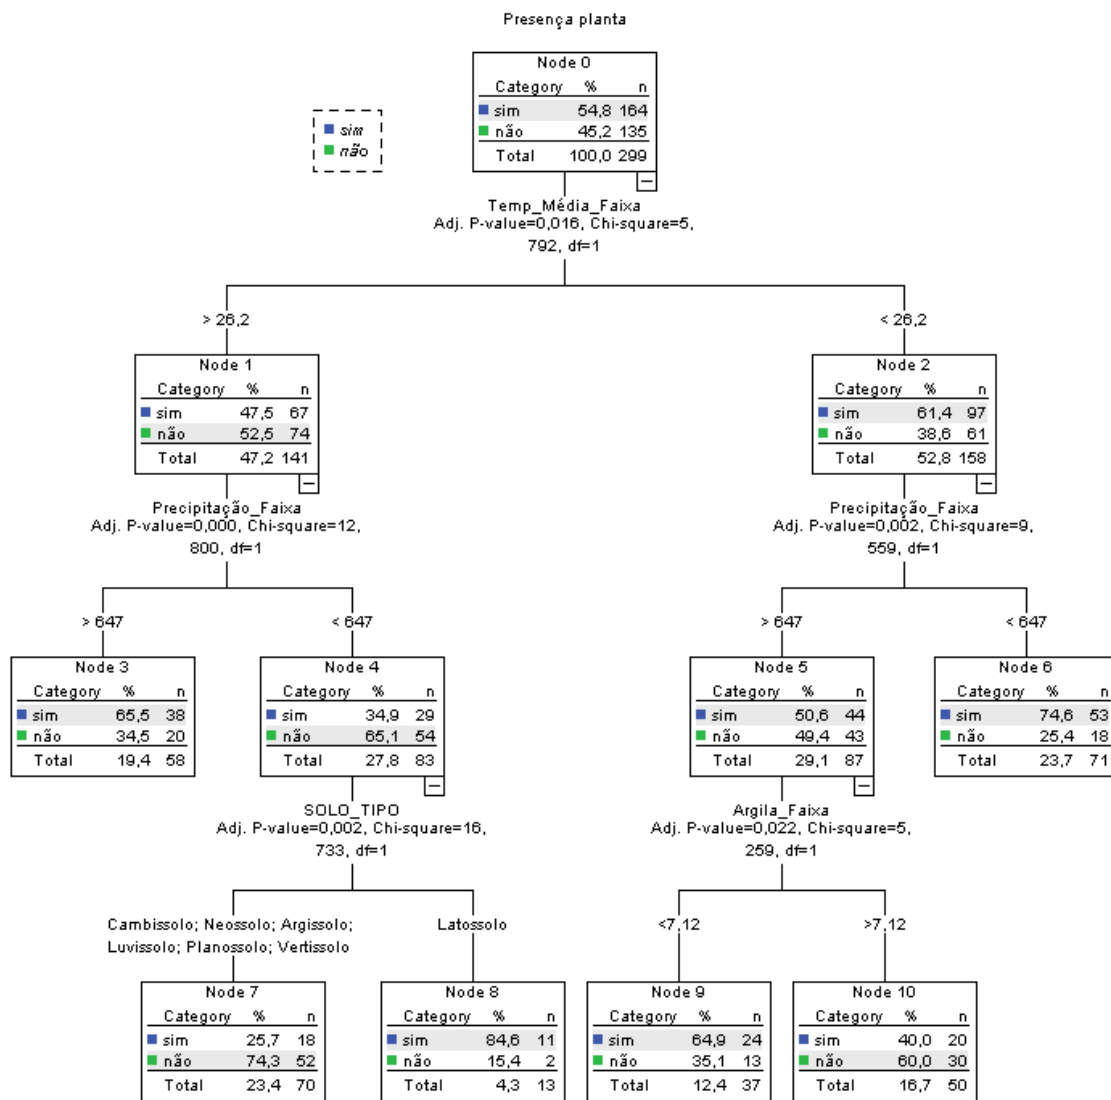 Presença planta
Node 0
Category % n
sim 54,8 164
não 45,2 135
Total 100,0 299
sim
não
Temp_Média_Faixa
Adj. P-value=0,016, Chi-square=5,
792, df=1
> 26,2
< 26,2
Node 1
Category % n
sim 47,5 67
não 52,5 74
Total 47,2 141
Node 2
Category % n
sim 61,4 97
não 38,6 61
Total 52,8 158
Precipitação_Faixa
Adj. P-value=0,000, Chi-square=12,
800, df=1
Precipitação_Faixa
Adj. P-value=0,002, Chi-square=9,
559, df=1
> 647
< 647
> 647
< 647
Node 3
Category % n
sim 65,5 38
não 34,5 20
Total 19,4 58
Node 4
Category % n
sim 34,9 29
não 65,1 54
Total 27,8 83
Node 5
Category % n
sim 50,6 44
não 49,4 43
Total 29,1 87
Node 6
Category % n
sim 74,6 53
não 25,4 18
Total 23,7 71
SOLO_TIPO
Adj. P-value=0,002, Chi-square=16,
733, df=1
Argila_Faixa
Adj. P-value=0,022, Chi-square=5,
259, df=1
Cambissolo; Neossolo; Argissolo;
Luvissolo; Planossolo; Vertissolo
Latossolo
<7,12
>7,12
Node 7
Category % n
sim 25,7 18
não 74,3 52
Total 23,4 70
Node 8
Category % n
sim 84,6 11
não 15,4 2
Total 4,3 13
Node 9
Category % n
sim 64,9 24
não 35,1 13
Total 12,4 37
Node 10
Category % n
sim 40,0 20
não 60,0 30
Total 16,7 50